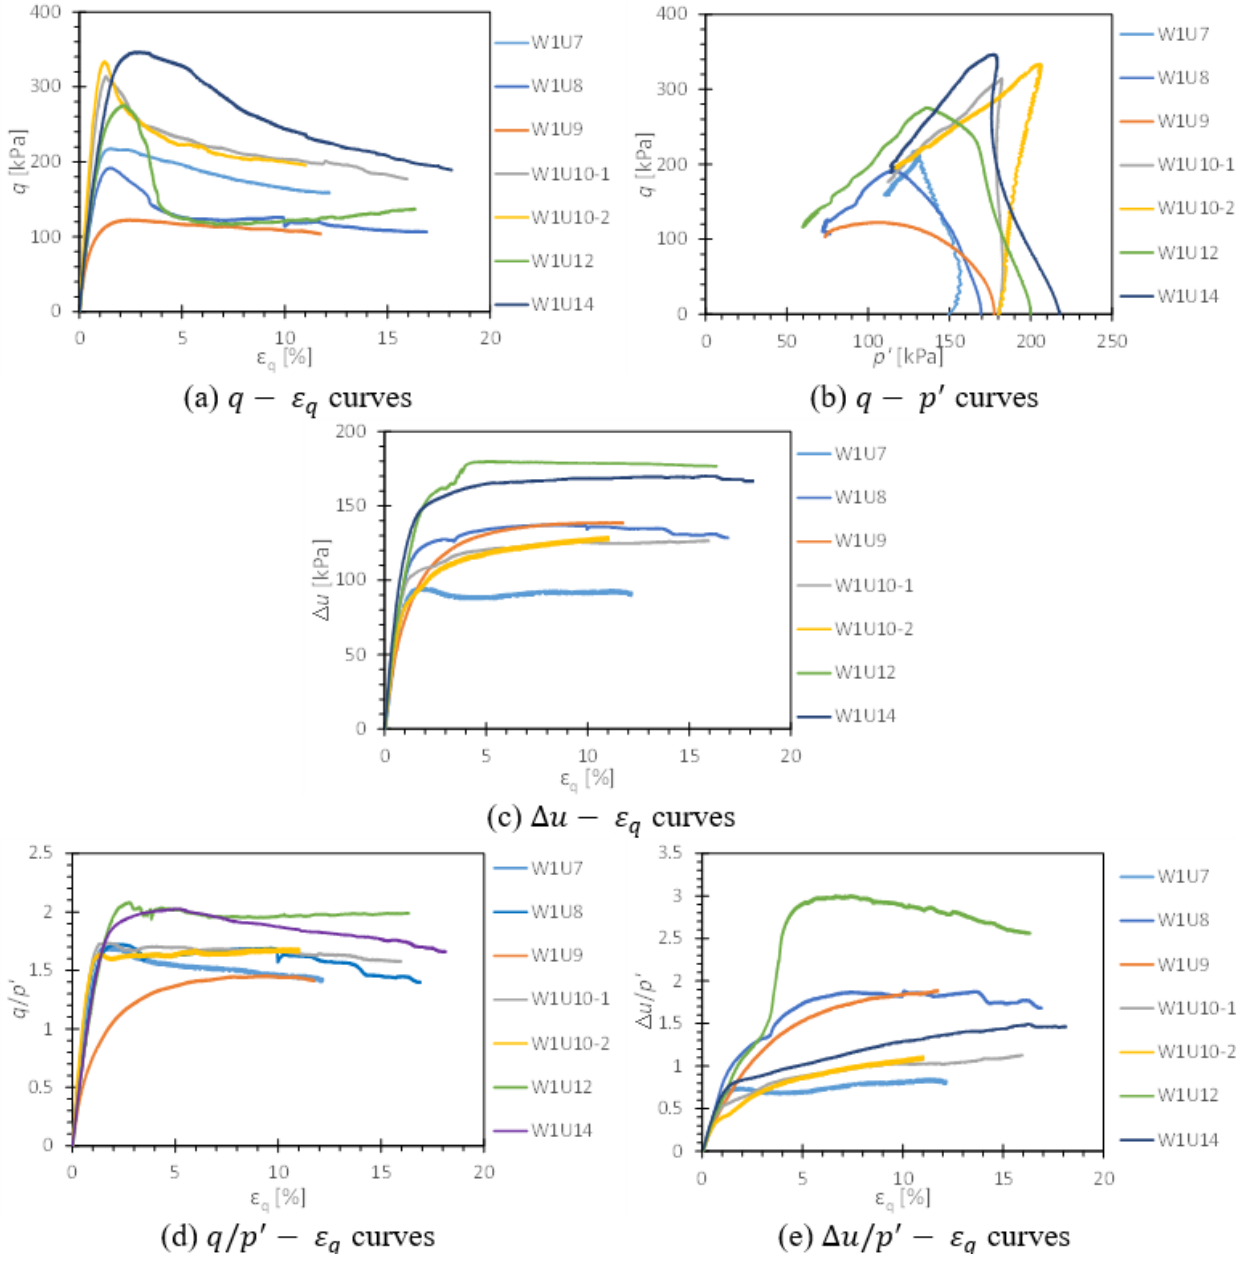 400
300
200
100
0
q [kPa]
0 5 10 15 20
εq [%]
W1U7
W1U8
W1U9
W1U10-1
W1U10-2
W1U12
W1U14
(a) q − εq curves
400
300
200
100
0
q [kPa]
0 50 100 150 200 250
p' [kPa]
W1U7
W1U8
W1U9
W1U10-1
W1U10-2
W1U12
W1U14
(b) q − p′ curves
200
150
100
50
0
Δu [kPa]
0 5 10 15 20
εq [%]
W1U7
W1U8
W1U9
W1U10-1
W1U10-2
W1U12
W1U14
(c) Δu − εq curves
2.5
2
1.5
1
0.5
0
q/p'
0 5 10 15 20
εq [%]
W1U7
W1U8
W1U9
W1U10-1
W1U10-2
W1U12
W1U14
(d) q/p′ − εq curves
3.5
3
2.5
2
1.5
1
0.5
0
Δu/p'
0 5 10 15 20
εq [%]
W1U7
W1U8
W1U9
W1U10-1
W1U10-2
W1U12
W1U14
(e) Δu/p′ − εq curves